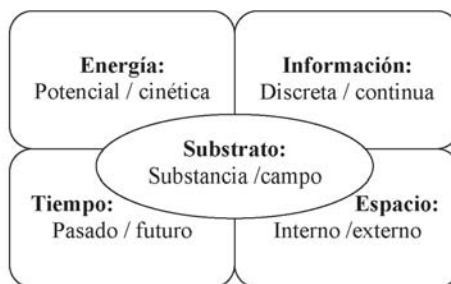 Energía:
Potencial / cinética
Información:
Discreta / continua
Substrato:
Substancia /campo
Tiempo:
Pasado / futuro
Espacio:
Interno /externo